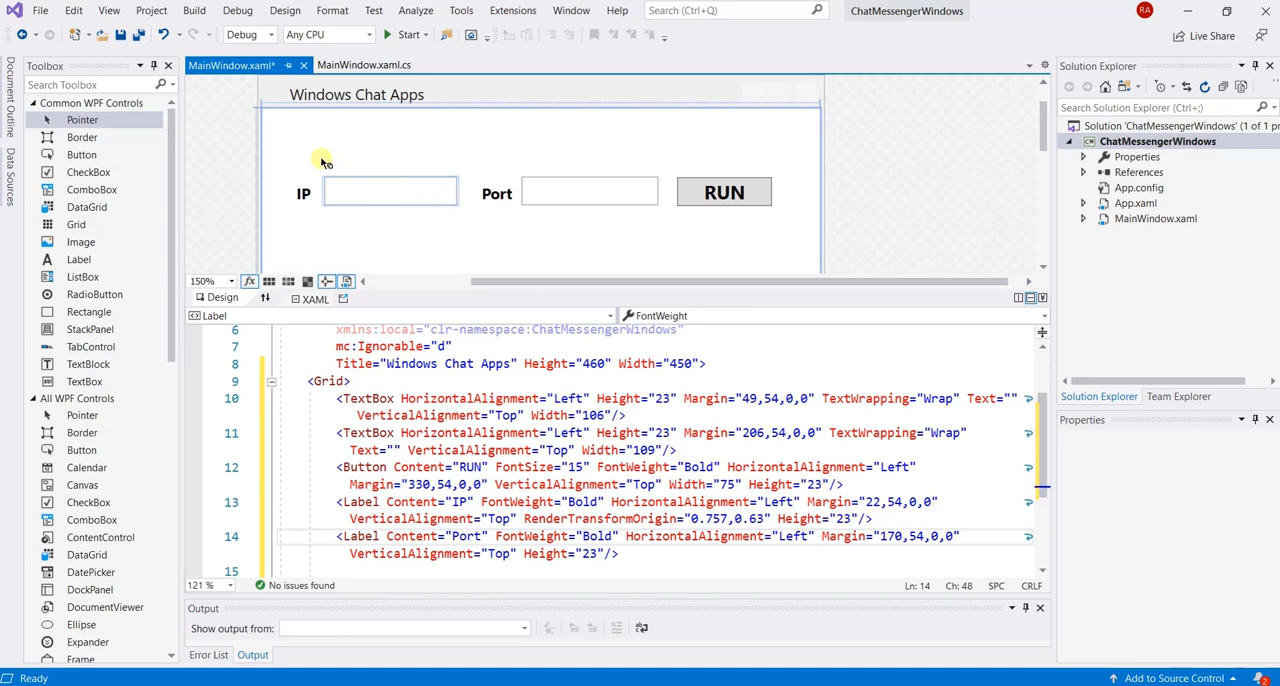 File Edit View Project Build Debug Design Format Test Analyze Tools Extensions Window Help Search (Ctrl+Q) ChatMessengerWindows RA
Debug Any CPU Start Live Share
Document Outline
Data Sources
Toolbox
Search Toolbox
Common WPF Controls
Pointer
Border
Button
CheckBox
ComboBox
DataGrid
Grid
Image
Label
ListBox
RadioButton
Rectangle
StackPanel
TabControl
TextBlock
TextBox
All WPF Controls
Pointer
Border
Button
Calendar
Canvas
CheckBox
ComboBox
ContentControl
DataGrid
DatePicker
DockPanel
DocumentViewer
Ellipse
Expander
Frame
MainWindow.xaml* MainWindow.xaml.cs
Windows Chat Apps
IP Port RUN
150% fx
Design XAML
Label FontWeight
6 xmlns:local="clr-namespace:ChatMessengerWindows"
7 mc:Ignorable="d"
8 Title="Windows Chat Apps" Height="460" Width="450">
9 <Grid>
10 <TextBox HorizontalAlignment="Left" Height="23" Margin="49,54,0,0" TextWrapping="Wrap" Text=""
VerticalAlignment="Top" Width="106"/>
11 <TextBox HorizontalAlignment="Left" Height="23" Margin="206,54,0,0" TextWrapping="Wrap"
Text="" VerticalAlignment="Top" Width="109"/>
12 <Button Content="RUN" FontSize="15" FontWeight="Bold" HorizontalAlignment="Left"
Margin="330,54,0,0" VerticalAlignment="Top" Width="75" Height="23"/>
13 <Label Content="IP" FontWeight="Bold" HorizontalAlignment="Left" Margin="22,54,0,0"
VerticalAlignment="Top" RenderTransformOrigin="0.757,0.63" Height="23"/>
14 <Label Content="Port" FontWeight="Bold" HorizontalAlignment="Left" Margin="170,54,0,0"
VerticalAlignment="Top" Height="23"/>
15
121 % No issues found Ln: 14 Ch: 48 SPC CRLF
Output
Show output from:
Error List Output
Solution Explorer
Search Solution Explorer (Ctrl+;)
Solution 'ChatMessengerWindows' (1 of 1 pr
ChatMessengerWindows
Properties
References
App.config
App.xaml
MainWindow.xaml
Solution Explorer Team Explorer
Properties
Ready Add to Source Control 2